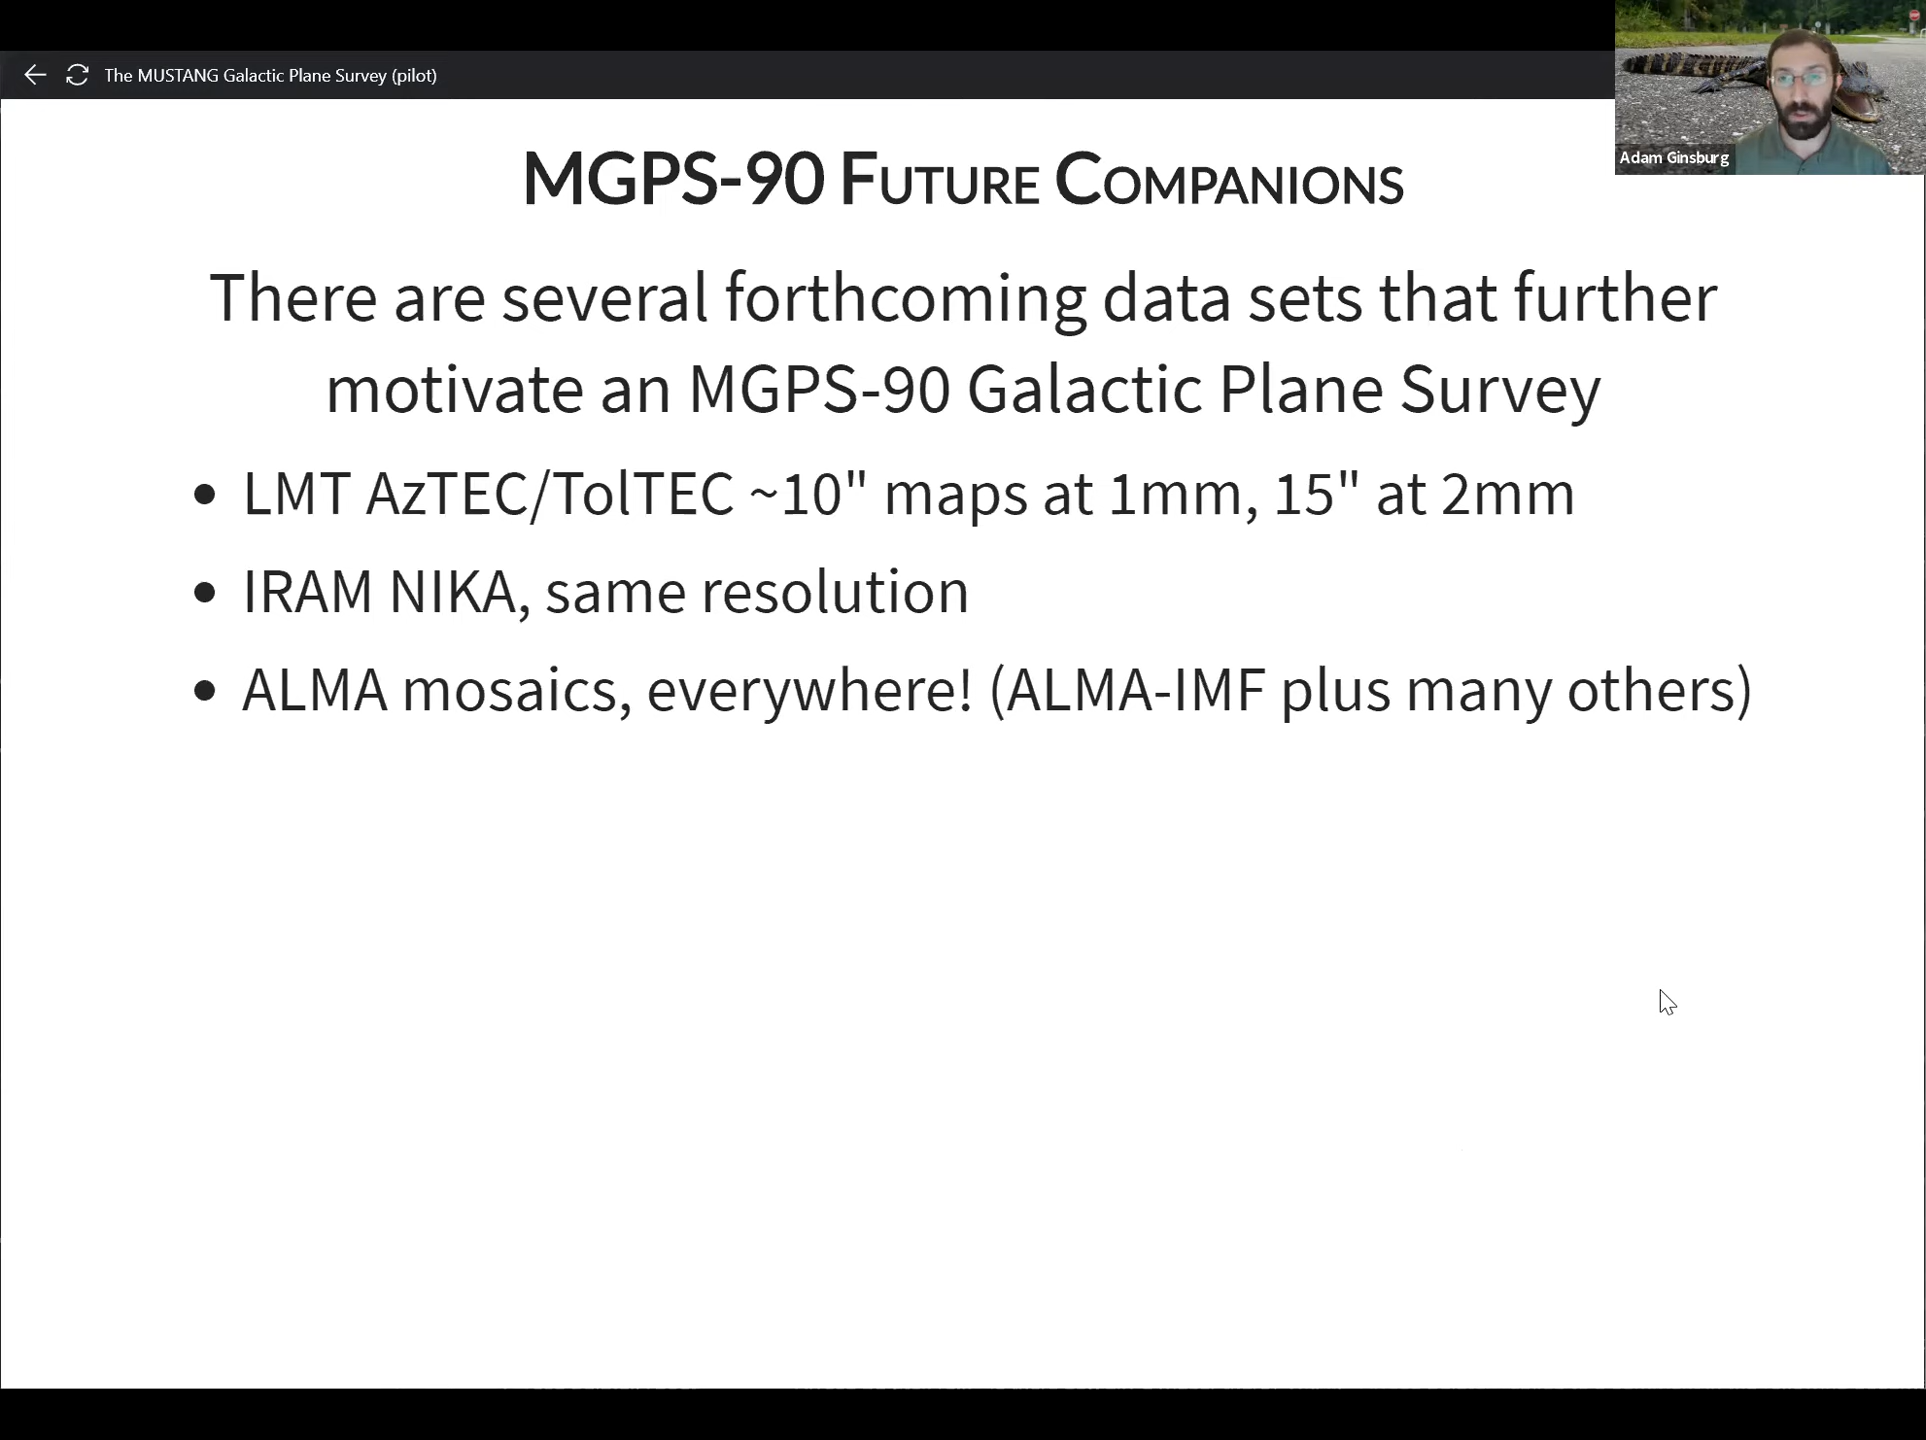 The MUSTANG Galactic Plane Survey (pilot)
Adam Ginsburg
MGPS-90 Future Companions
There are several forthcoming data sets that further
motivate an MGPS-90 Galactic Plane Survey
• LMT AzTEC/TolTEC ~10" maps at 1mm, 15" at 2mm
• IRAM NIKA, same resolution
• ALMA mosaics, everywhere! (ALMA-IMF plus many others)